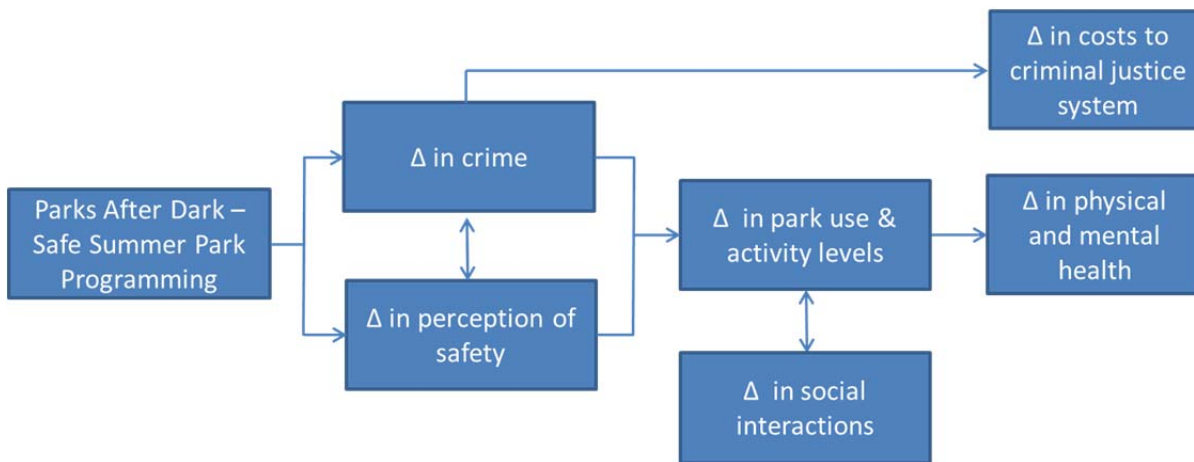 Parks After Dark –
Safe Summer Park
Programming
Δ in crime
Δ in perception of
safety
Δ in park use &
activity levels
Δ in social
interactions
Δ in costs to
criminal justice
system
Δ in physical
and mental
health